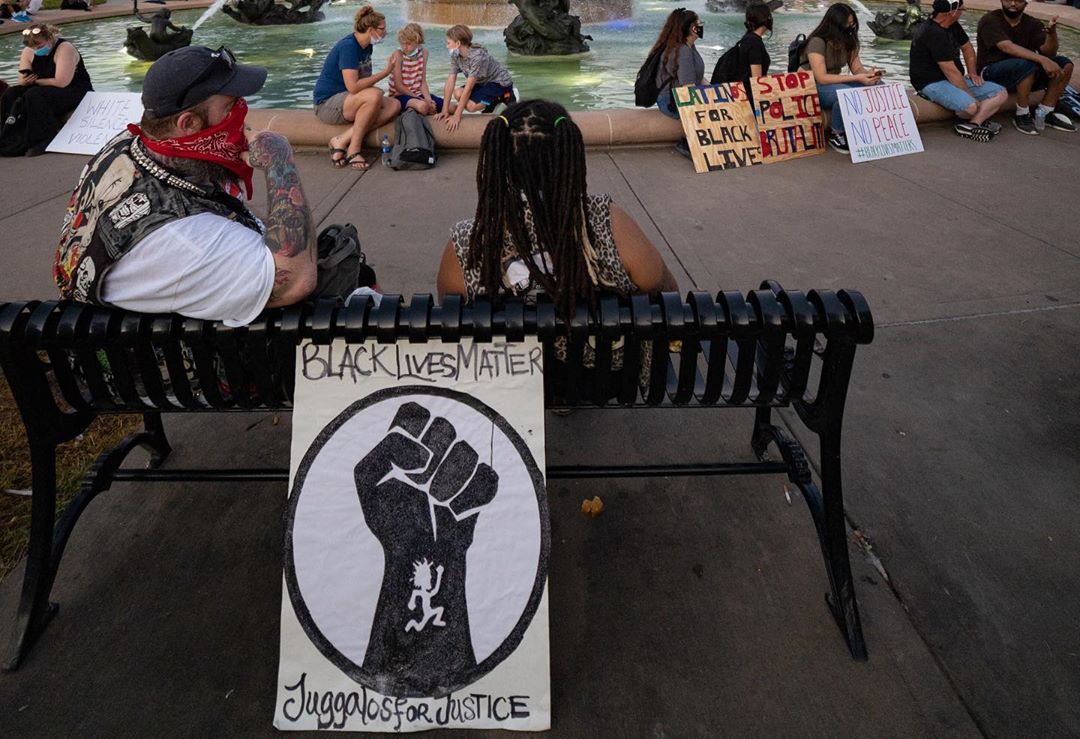 WHITE
SILENCE
VIOLE
LATINOS
FOR
BLACK
LIVE
STOP
POLICE
BRUTALITY
NO JUSTICE
NO PEACE
#BLACKLIVESMATTER
BLACK LIVES MATTER
JUGGALOS FOR JUSTICE